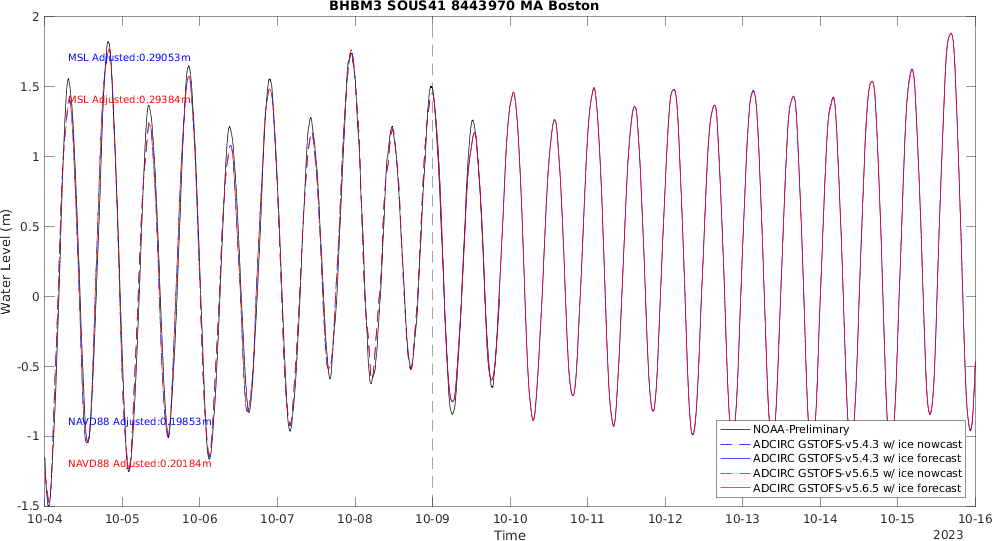 BHBM3 SOUS41 8443970 MA Boston
2
1.5
1
0.5
0
-0.5
-1
-1.5
Water Level (m)
MSL Adjusted:0.29053m
MSL Adjusted:0.29384m
NAVD88 Adjusted:0.19853m
NAVD88 Adjusted:0.20184m
NOAA-Preliminary
ADCIRC GSTOFS-v5.4.3 w/ ice nowcast
ADCIRC GSTOFS-v5.4.3 w/ ice forecast
ADCIRC GSTOFS-v5.6.5 w/ ice nowcast
ADCIRC GSTOFS-v5.6.5 w/ ice forecast
10-04 10-05 10-06 10-07 10-08 10-09 10-10 10-11 10-12 10-13 10-14 10-15 10-16
Time
2023